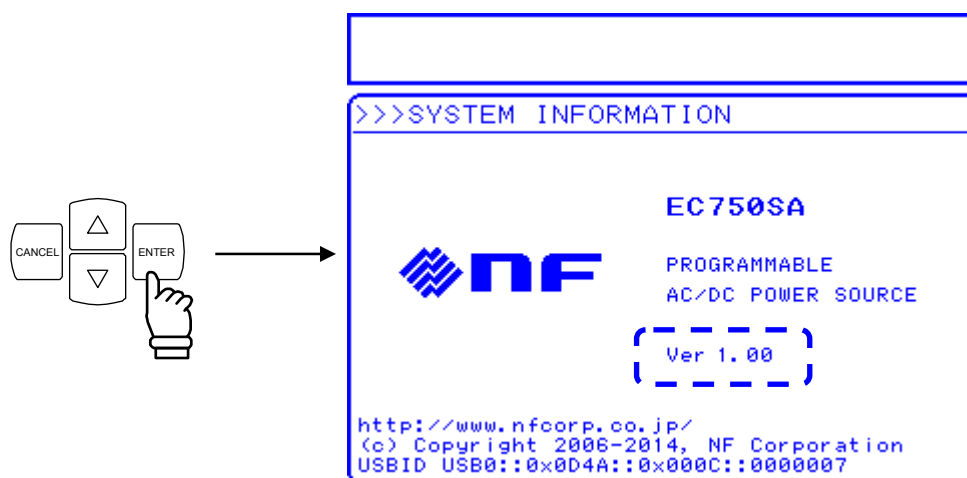 CANCEL
ENTER
>>>SYSTEM INFORMATION
EC750SA
nF
PROGRAMMABLE
AC/DC POWER SOURCE
Ver 1.00
http://www.nfcorp.co.jp/
(c) Copyright 2006-2014, NF Corporation
USBID USB0::0x0D4A::0x000C::0000007